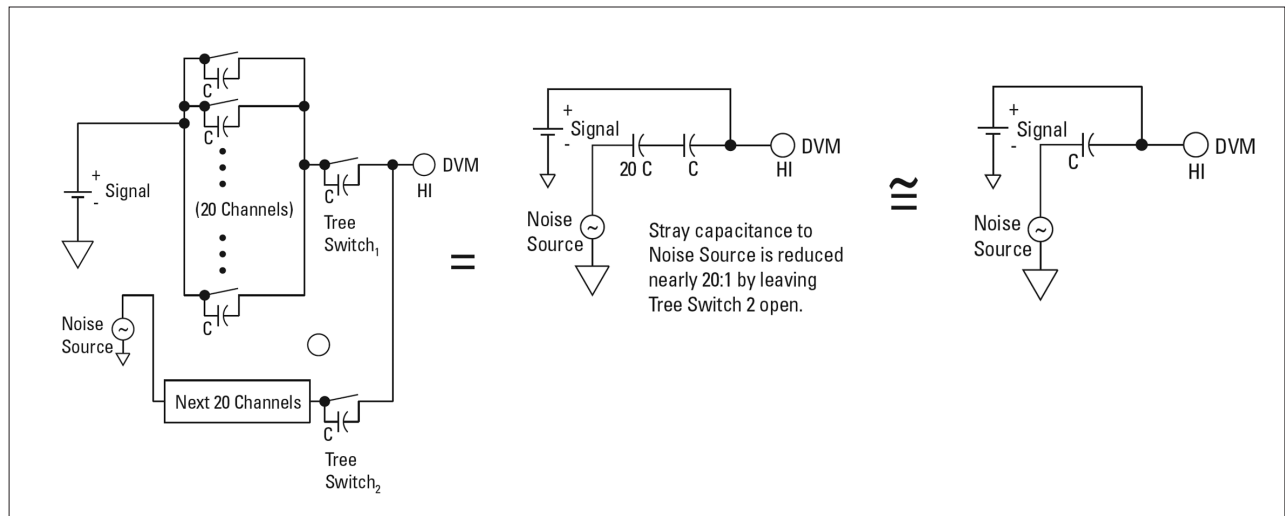 C
C
+
Signal
-
(20 Channels)
C
C
Tree
Switch1
DVM
HI
Noise
Source
~
Next 20 Channels
C
Tree
Switch2
=
+
Signal
-
20 C
C
DVM
HI
Noise
Source
~
Stray capacitance to
Noise Source is reduced
nearly 20:1 by leaving
Tree Switch 2 open.
≅
+
Signal
-
C
DVM
HI
Noise
Source
~